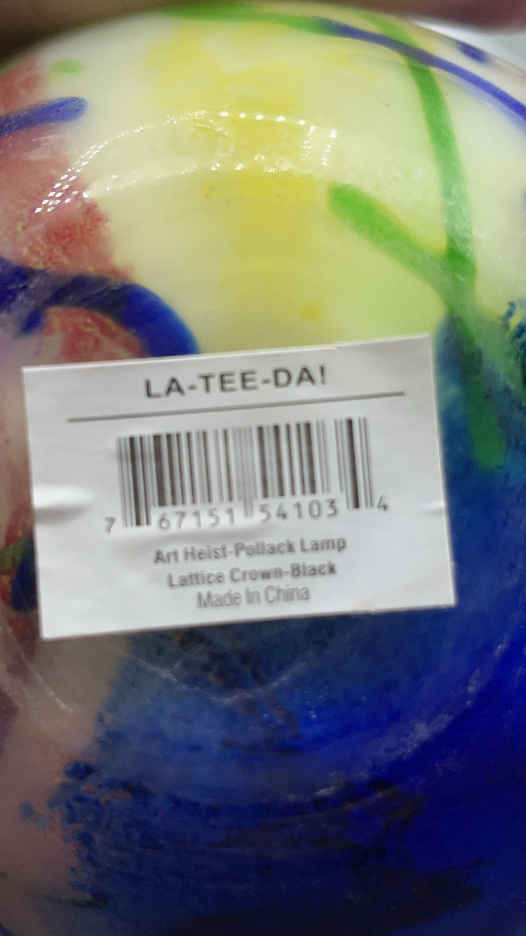 LA-TEE-DA!
7 67151 54103 4
Art Heist-Pollack Lamp
Lattice Crown-Black
Made In China